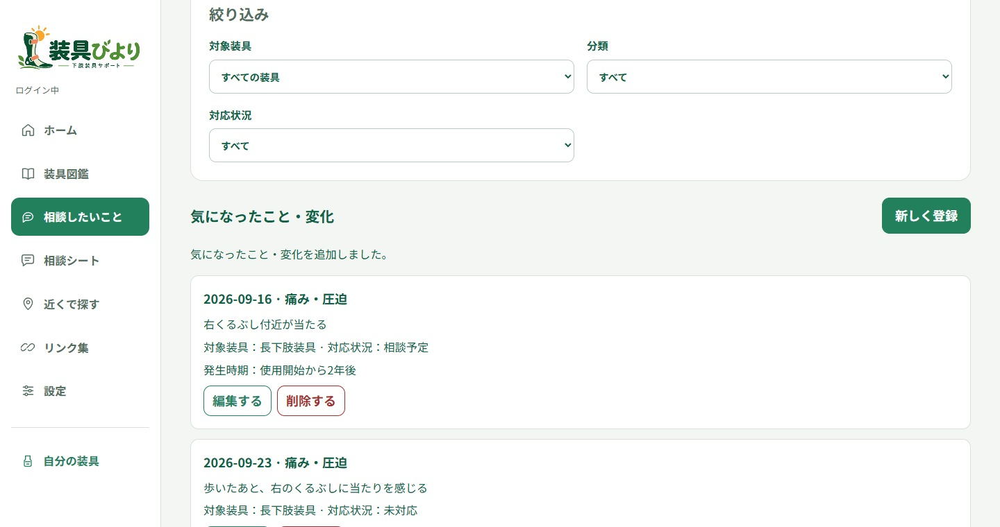 装具びより
下肢装具サポート
ログイン中
ホーム
装具図鑑
相談したいこと
相談シート
近くで探す
リンク集
設定
自分の装具
絞り込み
対象装具
分類
すべての装具
すべて
対応状況
すべて
気になったこと・変化
新しく登録
気になったこと・変化を追加しました。
2026-09-16 · 痛み・圧迫
右くるぶし付近が当たる
対象装具：長下肢装具 · 対応状況：相談予定
発生時期：使用開始から2年後
編集する
削除する
2026-09-23 · 痛み・圧迫
歩いたあと、右のくるぶしに当たりを感じる
対象装具：長下肢装具 · 対応状況：未対応